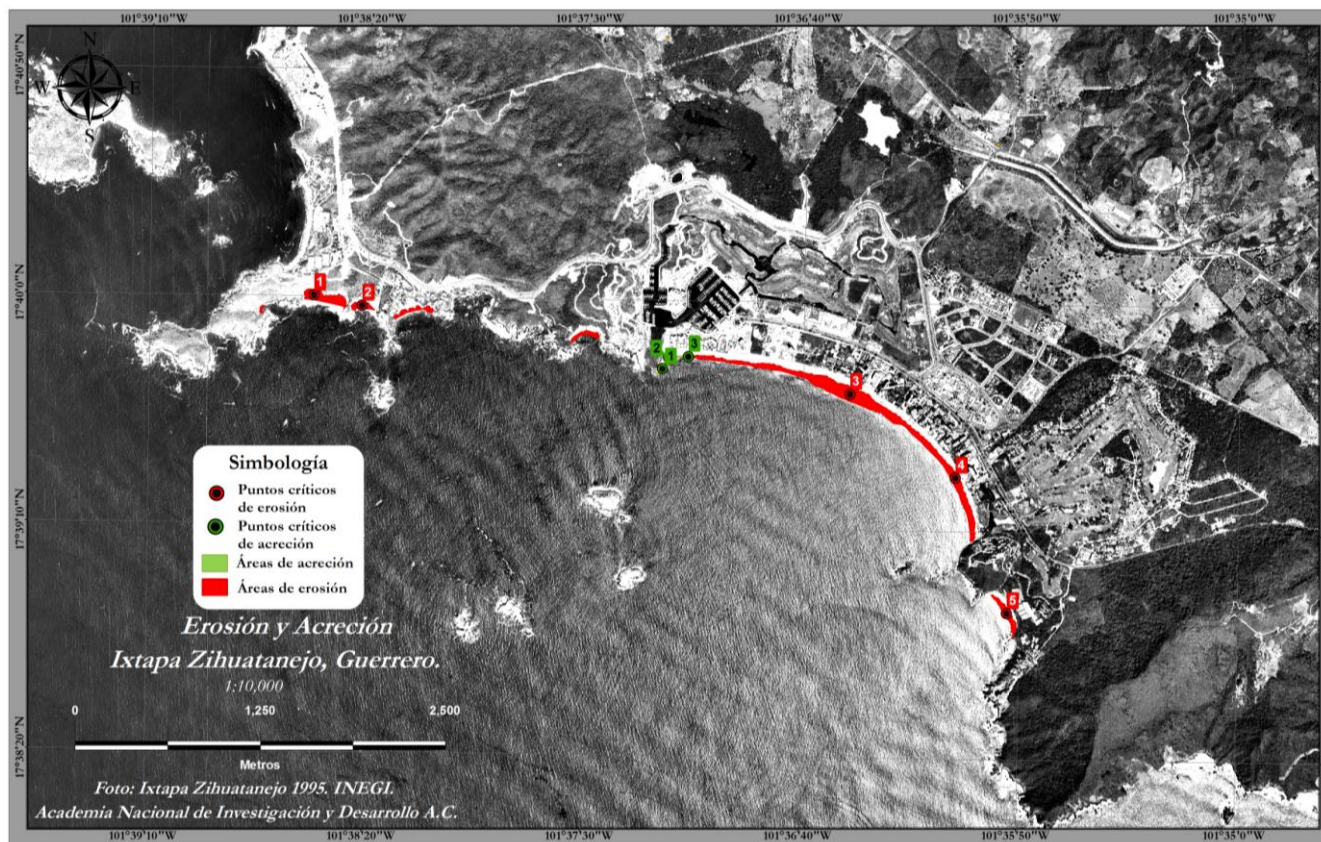 101°39'10"W 101°38'20"W 101°37'30"W 101°36'40"W 101°35'50"W 101°35'0"W
17°40'50"N
N
W E
S
17°40'0"N
1
2
2 1 3
3
4
5
17°39'10"N
Simbología
Puntos críticos
de erosión
Puntos críticos
de acreción
Áreas de acreción
Áreas de erosión
Erosión y Acreción
Ixtapa Zihuatanejo, Guerrero.
1:10,000
0 1,250 2,500
Metros
17°38'20"N
Foto: Ixtapa Zihuatanejo 1995. INEGI.
Academia Nacional de Investigación y Desarrollo A.C.
101°39'10"W 101°38'20"W 101°37'30"W 101°36'40"W 101°35'50"W 101°35'0"W